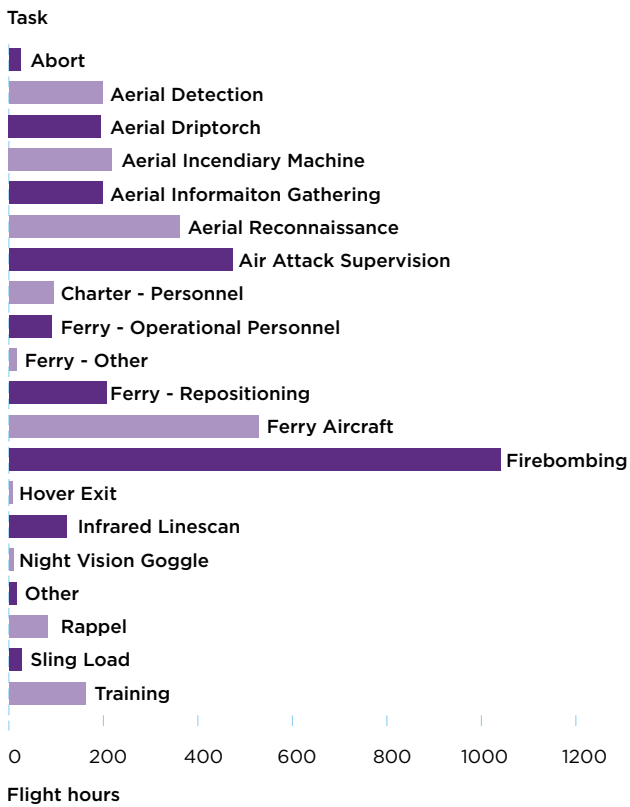 Task
Abort
Aerial Detection
Aerial Driptorch
Aerial Incendiary Machine
Aerial Informaiton Gathering
Aerial Reconnaissance
Air Attack Supervision
Charter - Personnel
Ferry - Operational Personnel
Ferry - Other
Ferry - Repositioning
Ferry Aircraft
Firebombing
Hover Exit
Infrared Linescan
Night Vision Goggle
Other
Rappel
Sling Load
Training
0 200 400 600 800 1000 1200
Flight hours